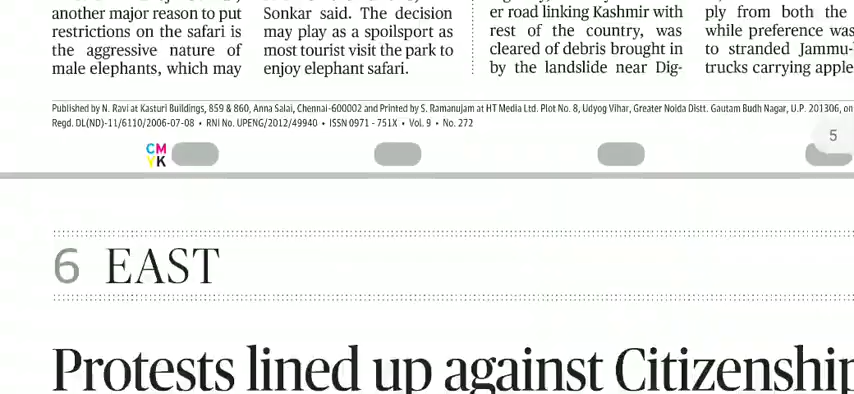 another major reason to put
restrictions on the safari is
the aggressive nature of
male elephants, which may
Sonkar said. The decision
may play as a spoilsport as
most tourist visit the park to
enjoy elephant safari.
er road linking Kashmir with
rest of the country, was
cleared of debris brought in
by the landslide near Dig-
ply from both the
while preference was
to stranded Jammu-
trucks carrying apple
Published by N. Ravi at Kasturi Buildings, 859 & 860, Anna Salai, Chennai-600002 and Printed by S. Ramanujam at HT Media Ltd. Plot No. 8, Udyog Vihar, Greater Noida Distt. Gautam Budh Nagar, U.P. 201306, on
Regd. DL(ND)-11/6110/2006-07-08 • RNI No. UPENG/2012/49940 • ISSN 0971 - 751X • Vol. 9 • No. 272
5
CM
YK
6 EAST
Protests lined up against Citizenship